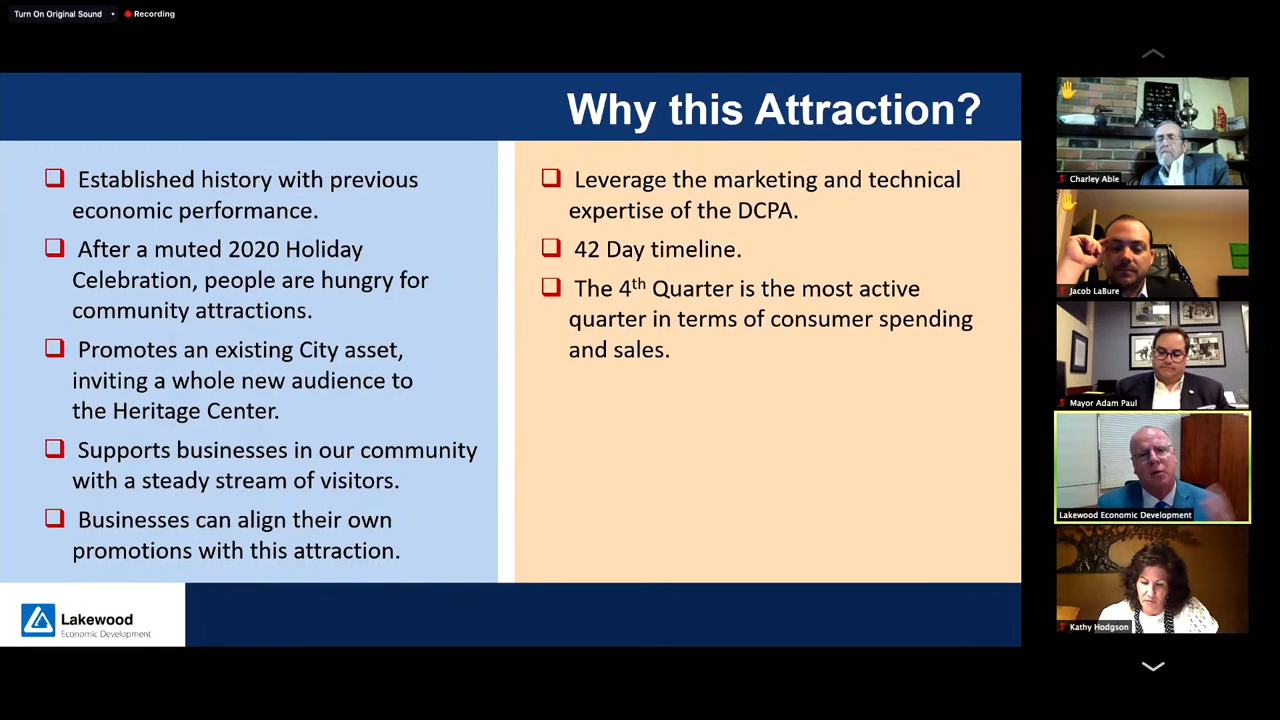 Turn On Original Sound
Recording
Why this Attraction?
Established history with previous
economic performance.
After a muted 2020 Holiday
Celebration, people are hungry for
community attractions.
Promotes an existing City asset,
inviting a whole new audience to
the Heritage Center.
Supports businesses in our community
with a steady stream of visitors.
Businesses can align their own
promotions with this attraction.
Leverage the marketing and technical
expertise of the DCPA.
42 Day timeline.
The 4th Quarter is the most active
quarter in terms of consumer spending
and sales.
Lakewood
Economic Development
Charley Able
Jacob LaBure
Mayor Adam Paul
Lakewood Economic Development
Kathy Hodgson